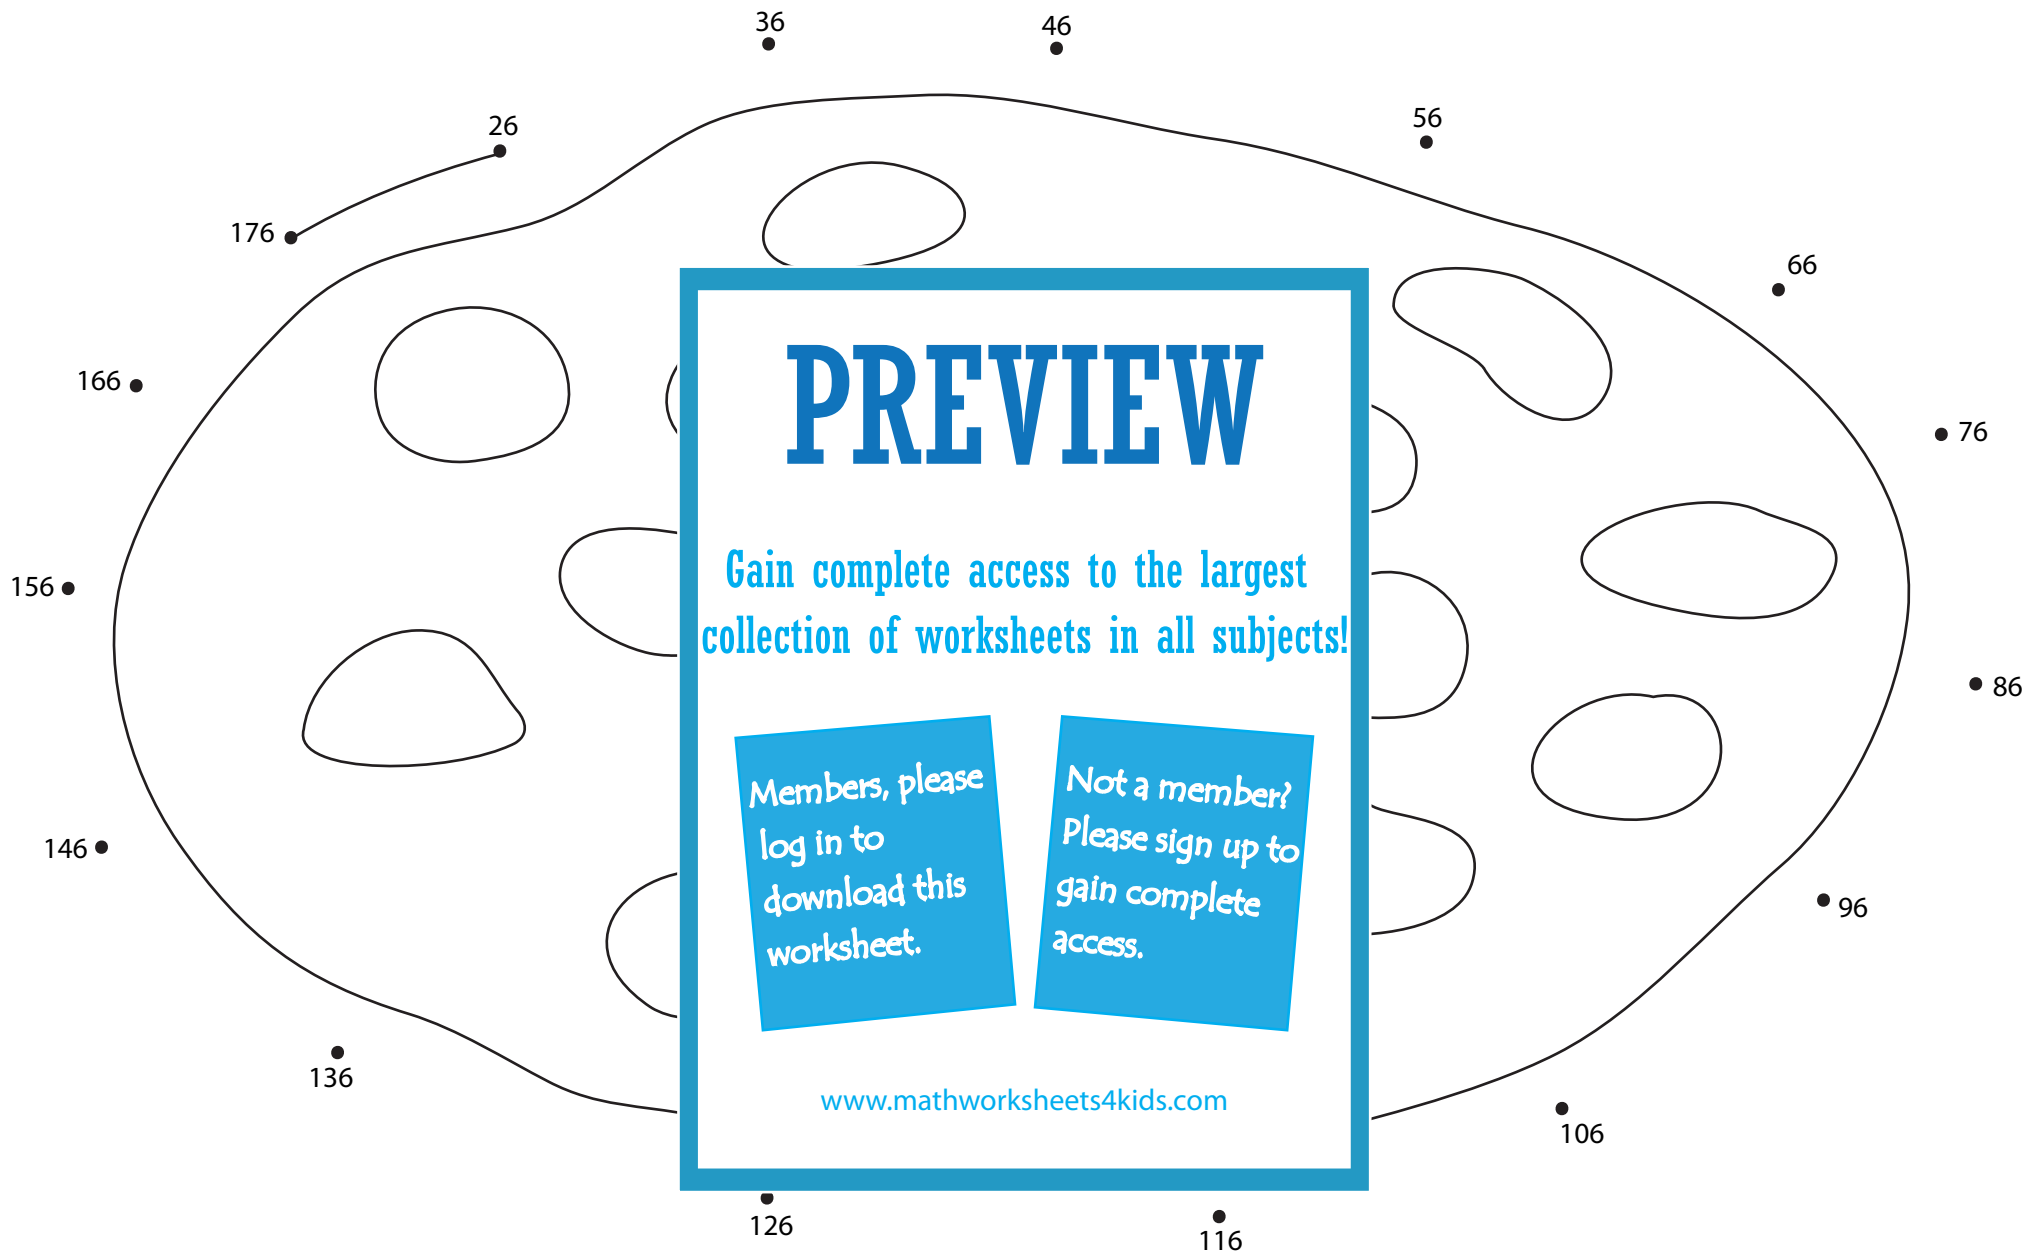 36
46
26
56
176
66
166
76
PREVIEW
Gain complete access to the largest
collection of worksheets in all subjects!
156
86
Members, please
log in to
download this
worksheet.
Not a member?
Please sign up to
gain complete
access.
146
96
136
www.mathworksheets4kids.com
106
126
116